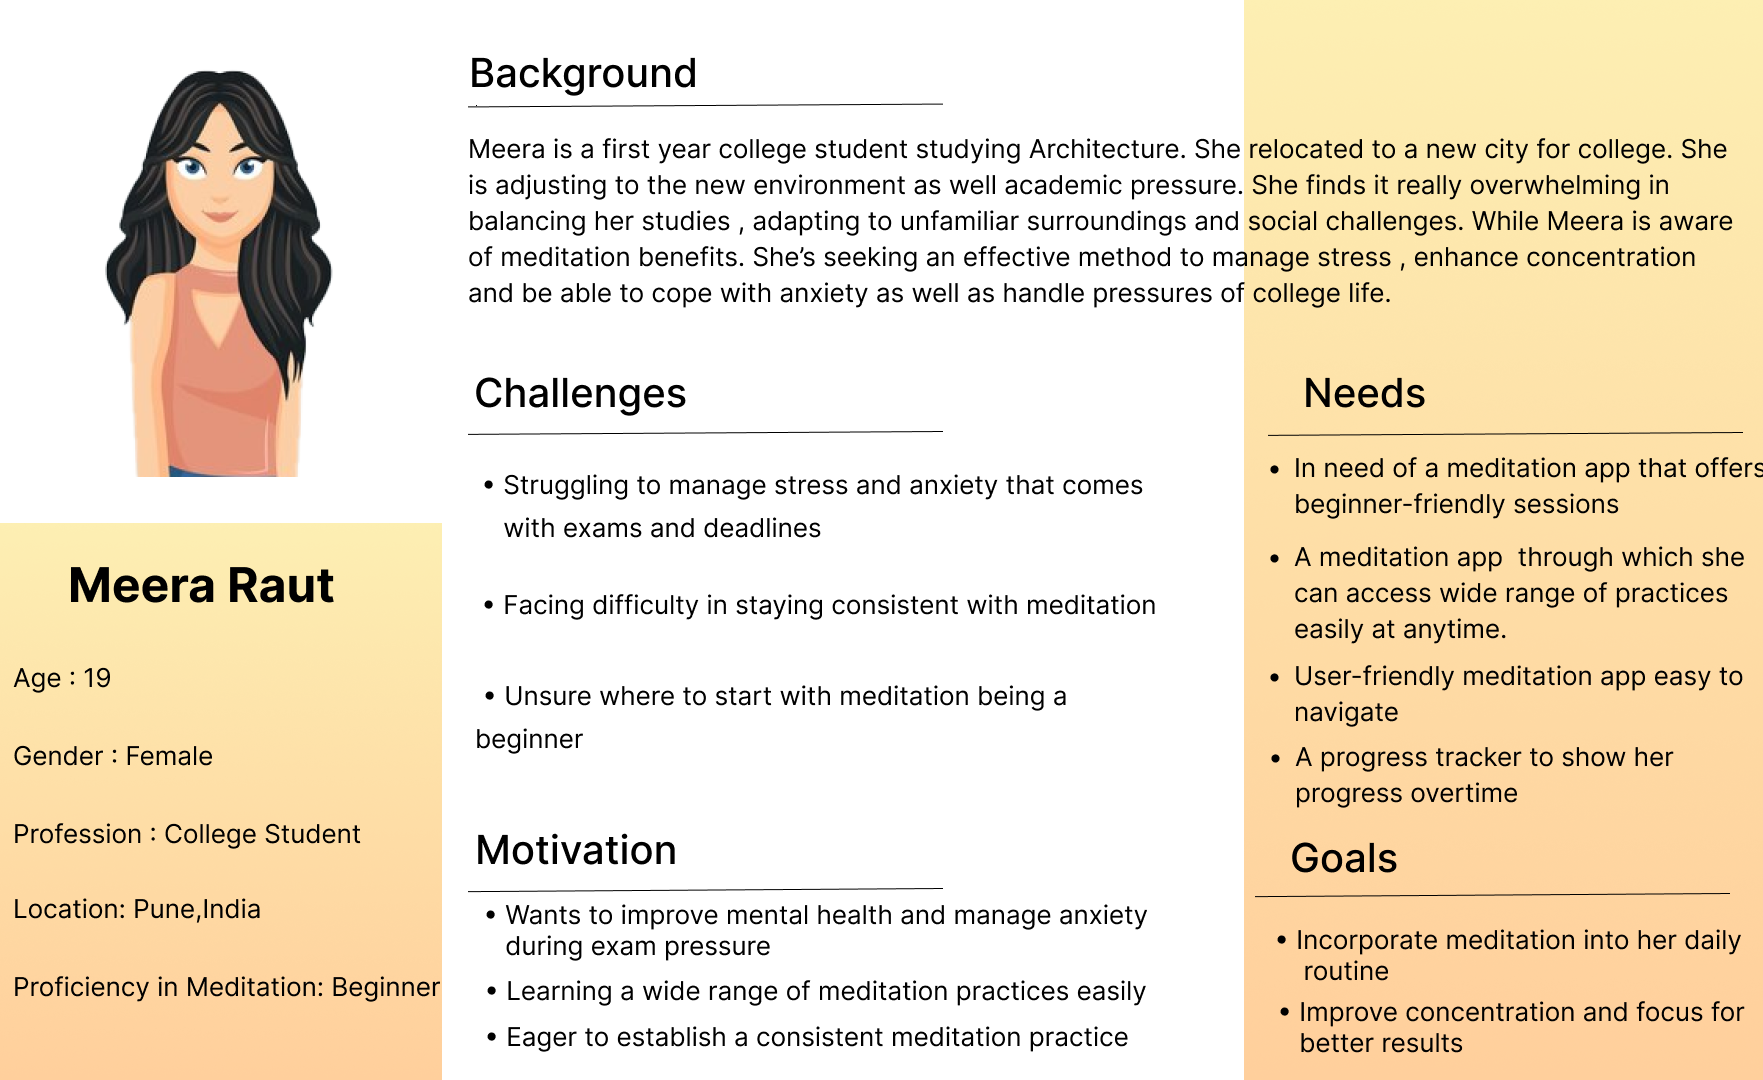 Background
Meera is a first year college student studying Architecture. She relocated to a new city for college. She
is adjusting to the new environment as well academic pressure. She finds it really overwhelming in
balancing her studies , adapting to unfamiliar surroundings and social challenges. While Meera is aware
of meditation benefits. She’s seeking an effective method to manage stress , enhance concentration
and be able to cope with anxiety as well as handle pressures of college life.
Meera Raut
Age : 19
Gender : Female
Profession : College Student
Location: Pune,India
Proficiency in Meditation: Beginner
Challenges
• Struggling to manage stress and anxiety that comes
with exams and deadlines
• Facing difficulty in staying consistent with meditation
• Unsure where to start with meditation being a
beginner
Motivation
• Wants to improve mental health and manage anxiety
during exam pressure
• Learning a wide range of meditation practices easily
• Eager to establish a consistent meditation practice
Needs
• In need of a meditation app that offers
beginner-friendly sessions
• A meditation app through which she
can access wide range of practices
easily at anytime.
• User-friendly meditation app easy to
navigate
• A progress tracker to show her
progress overtime
Goals
• Incorporate meditation into her daily
routine
• Improve concentration and focus for
better results